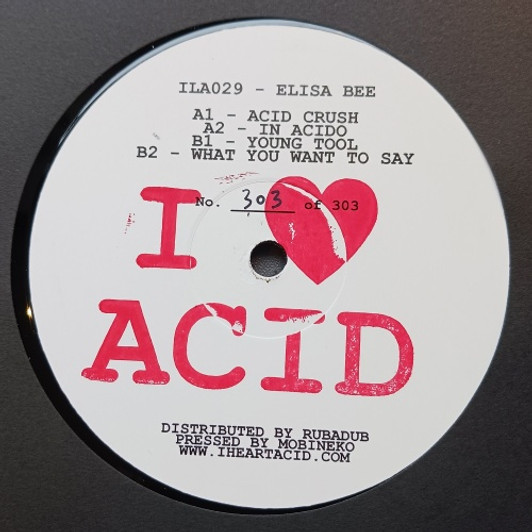 ILA029 - ELISA BEE
A1 - ACID CRUSH
A2 - IN ACIDO
B1 - YOUNG TOOL
B2 - WHAT YOU WANT TO SAY
No. 303 of 303
I ♥
ACID
DISTRIBUTED BY RUBADUB
PRESSED BY MOBINEKO
WWW.IHEARTACID.COM